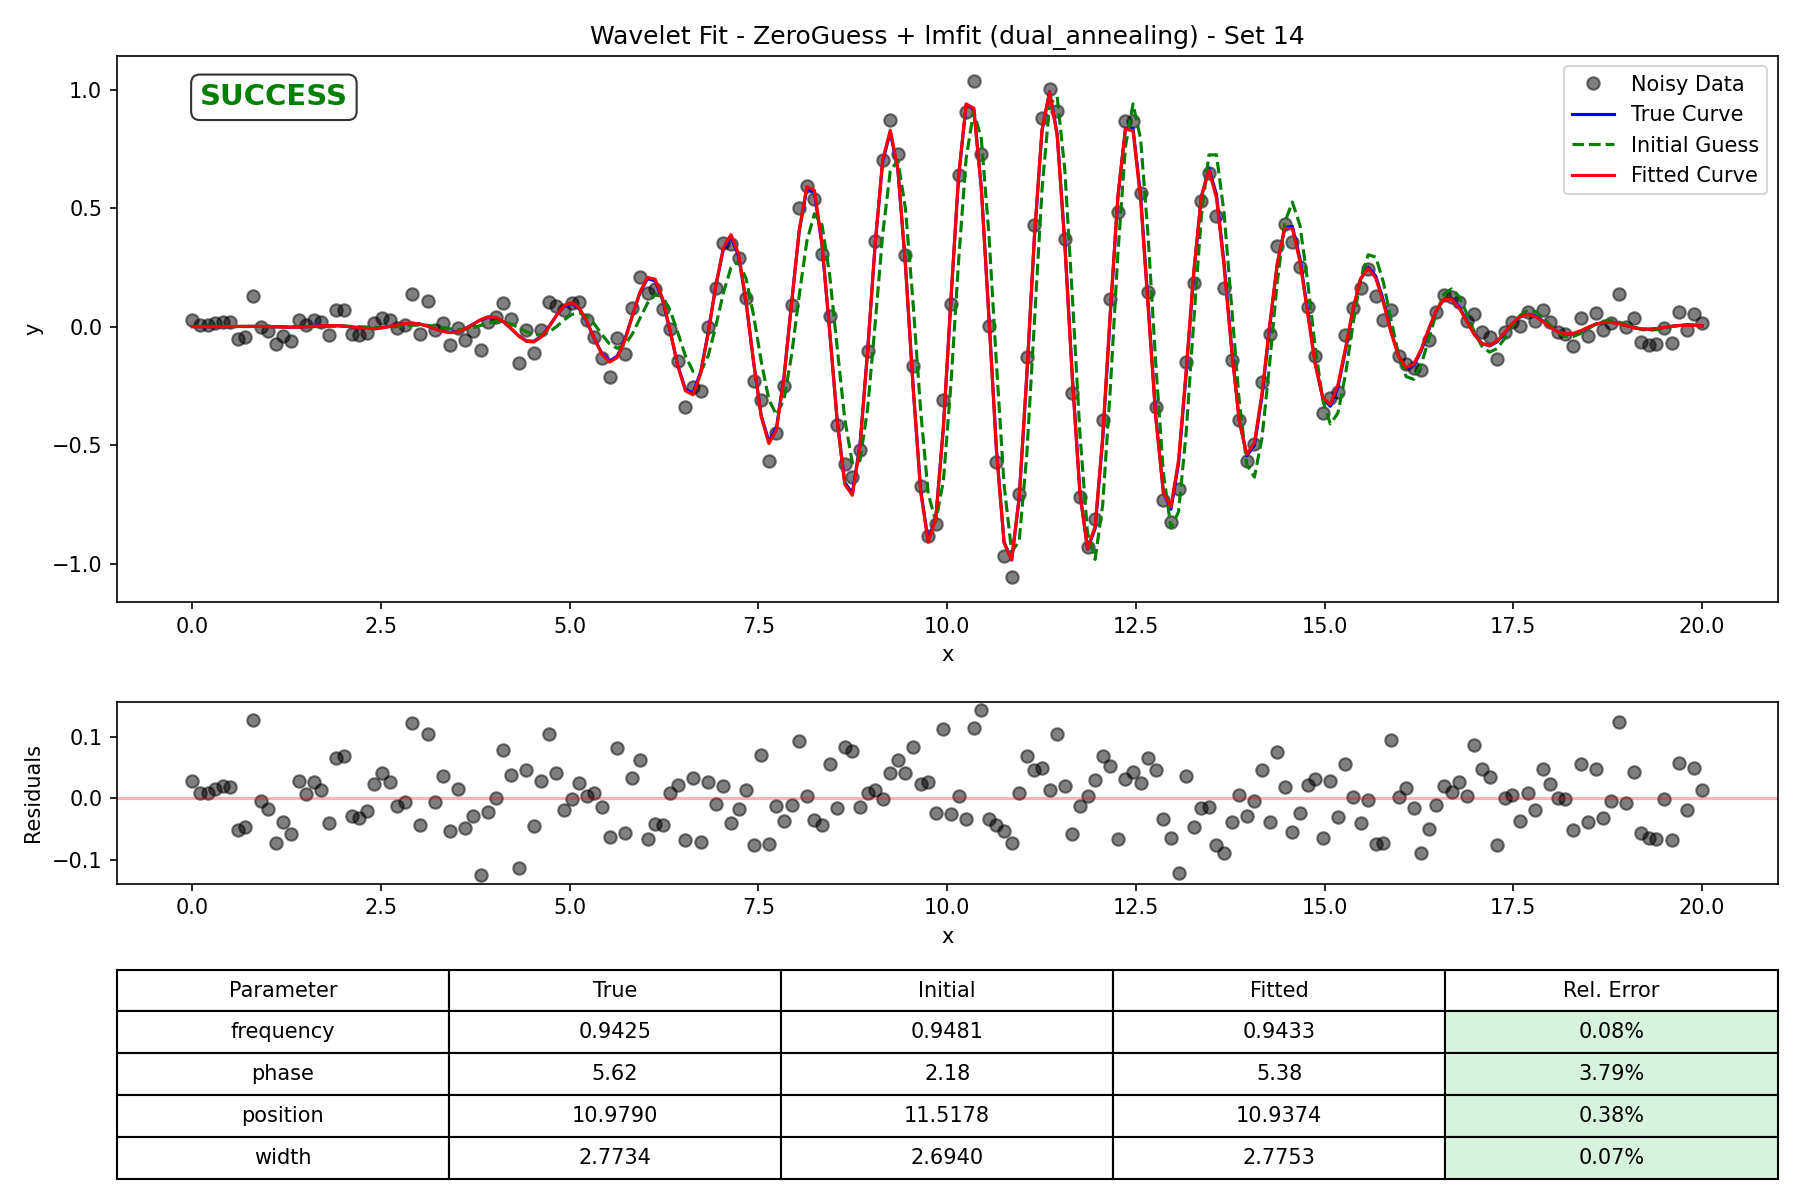 Wavelet Fit - ZeroGuess + lmfit (dual_annealing) - Set 14
SUCCESS
Noisy Data
True Curve
Initial Guess
Fitted Curve
y
1.0
0.5
0.0
−0.5
−1.0
0.0 2.5 5.0 7.5 10.0 12.5 15.0 17.5 20.0
x
Residuals
0.1
0.0
−0.1
0.0 2.5 5.0 7.5 10.0 12.5 15.0 17.5 20.0
x
Parameter True Initial Fitted Rel. Error
frequency 0.9425 0.9481 0.9433 0.08%
phase 5.62 2.18 5.38 3.79%
position 10.9790 11.5178 10.9374 0.38%
width 2.7734 2.6940 2.7753 0.07%